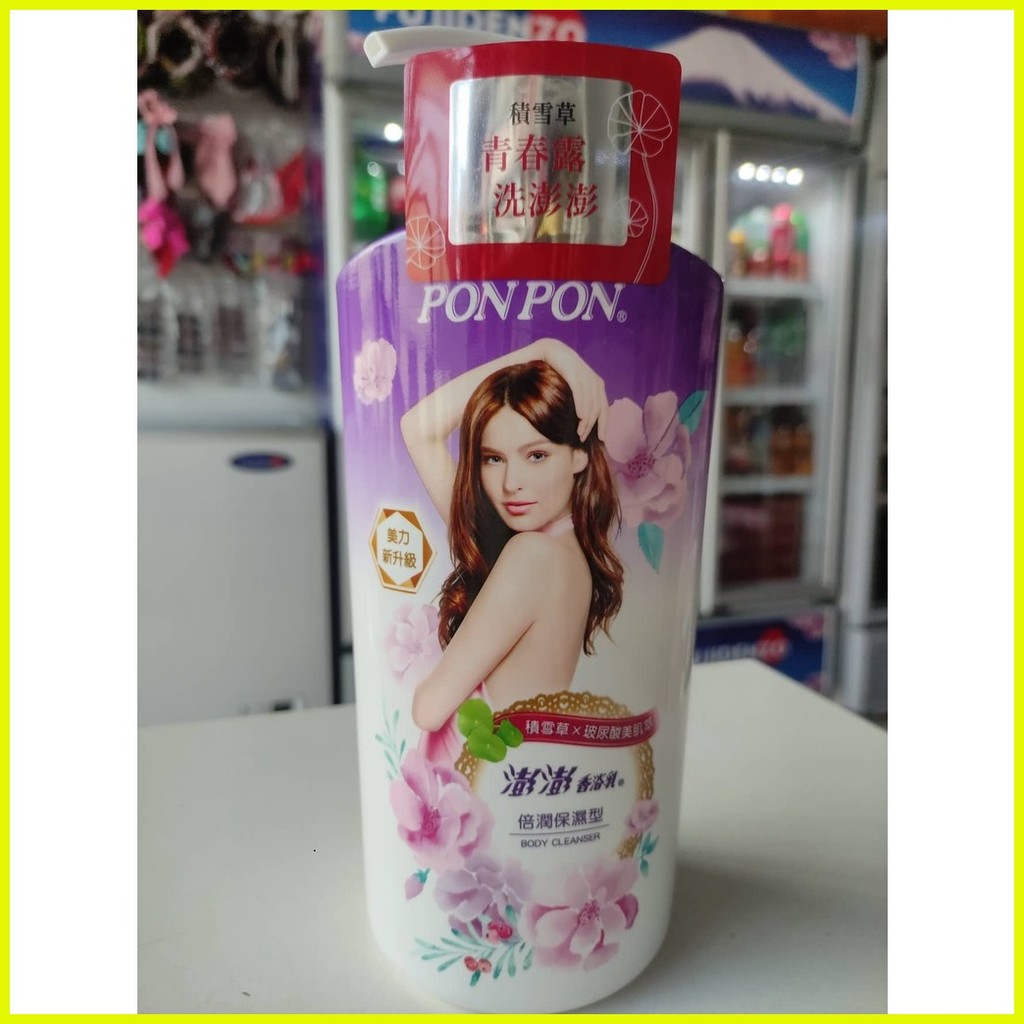 FUJIDENZO
積雪草
青春露
洗澎澎
PON PON®
美力
新升級
積雪草×玻尿酸美肌
澎澎香浴乳®
倍潤保濕型
BODY CLEANSER